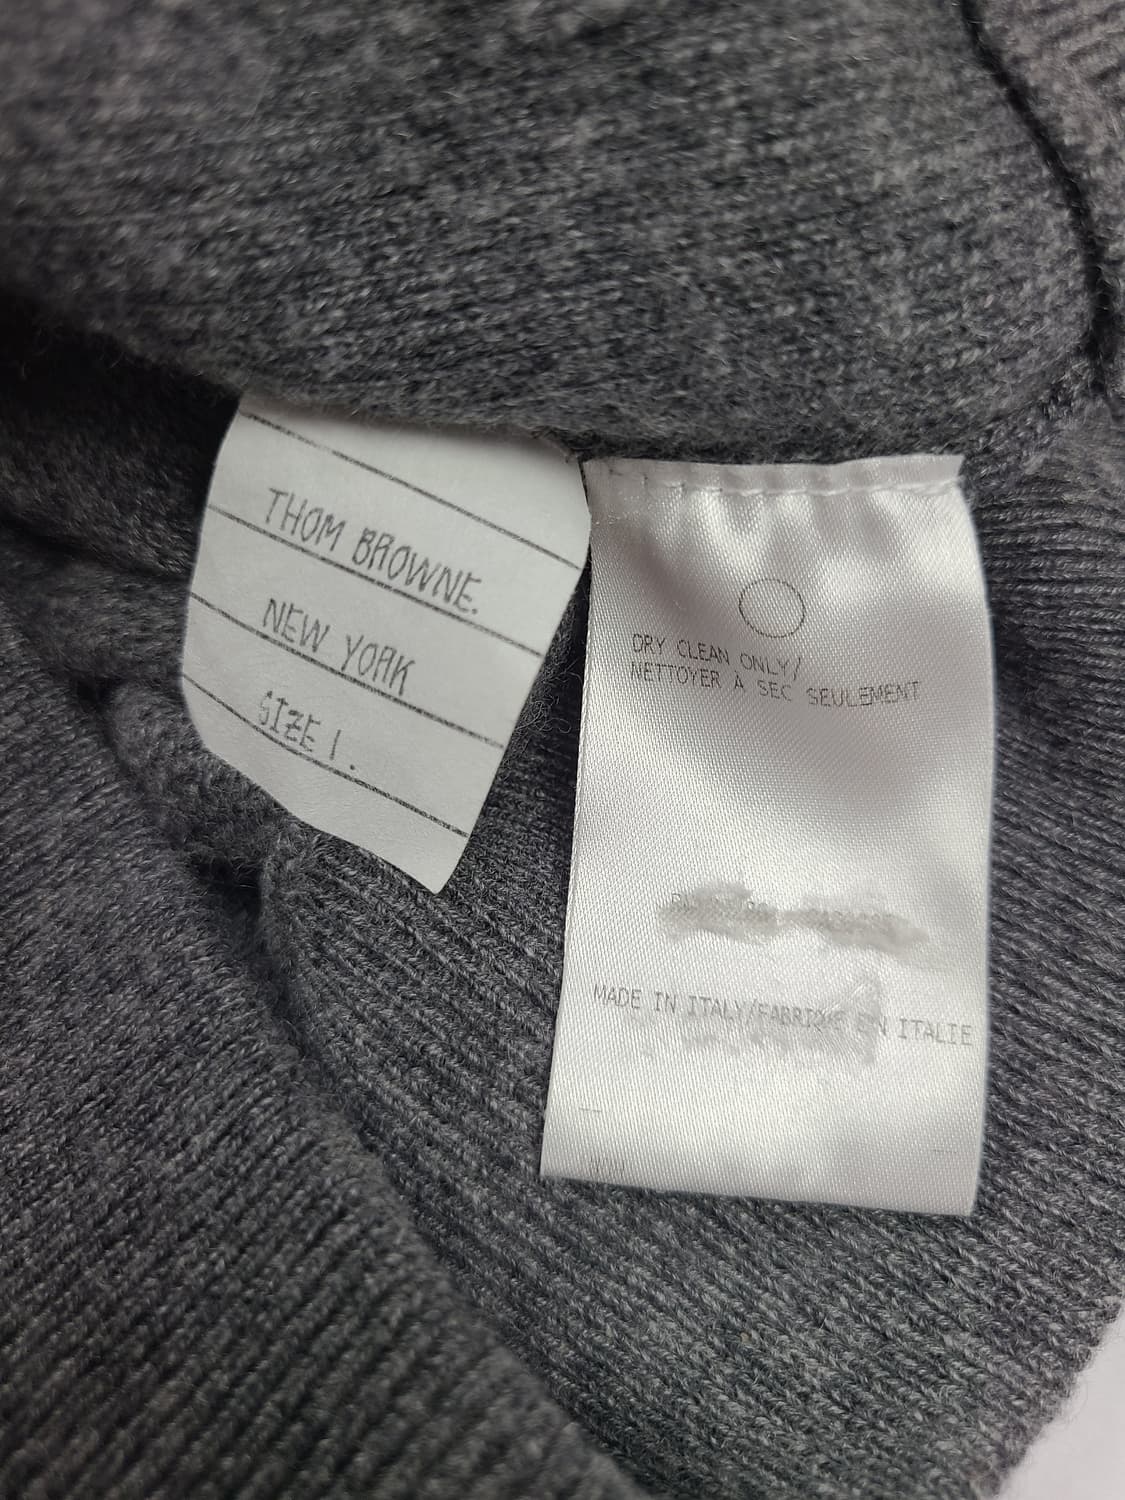 THOM BROWNE.
NEW YORK
SIZE 1.
DRY CLEAN ONLY/
NETTOYER A SEC SEULEMENT
MADE IN ITALY/FABRIQUE EN ITALIE